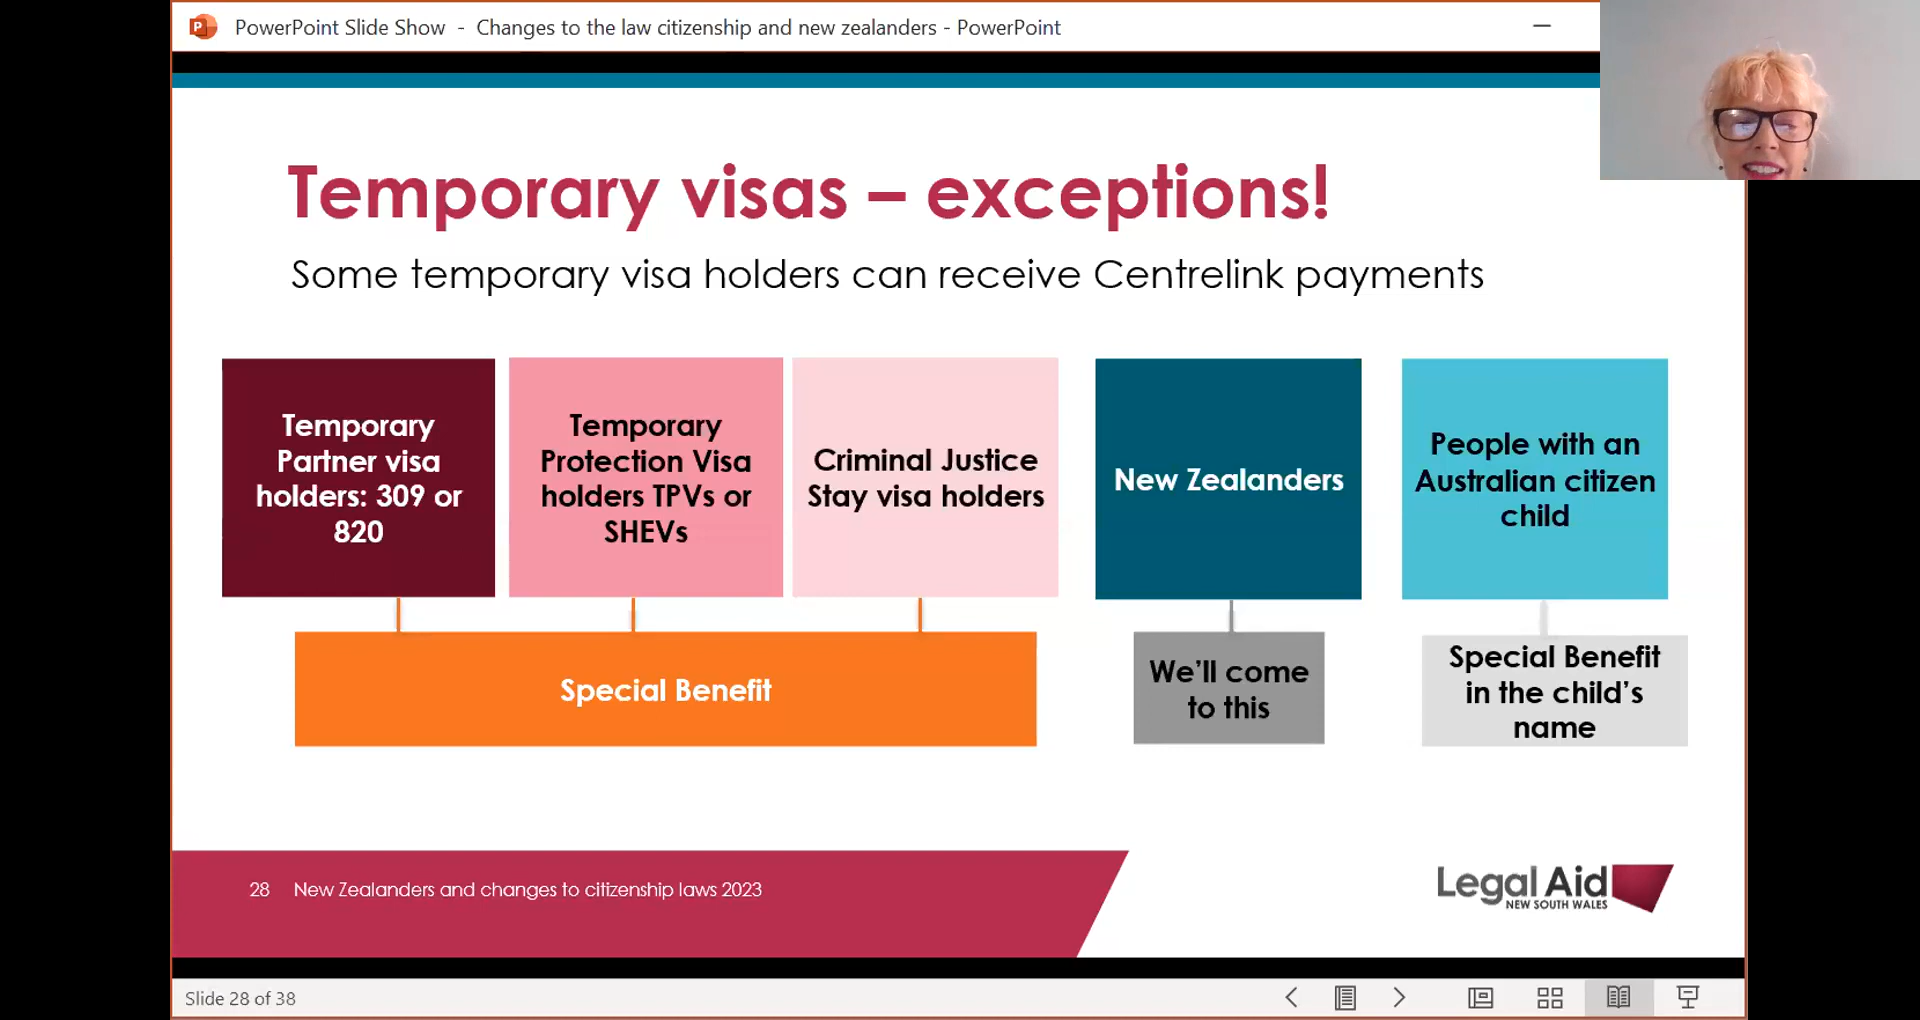 PowerPoint Slide Show - Changes to the law citizenship and new zealanders - PowerPoint
Temporary visas – exceptions!
Some temporary visa holders can receive Centrelink payments
Temporary
Partner visa
holders: 309 or
820
Temporary
Protection Visa
holders TPVs or
SHEVs
Criminal Justice
Stay visa holders
New Zealanders
People with an
Australian citizen
child
Special Benefit
We’ll come
to this
Special Benefit
in the child’s
name
28 New Zealanders and changes to citizenship laws 2023
Legal Aid
NEW SOUTH WALES
Slide 28 of 38